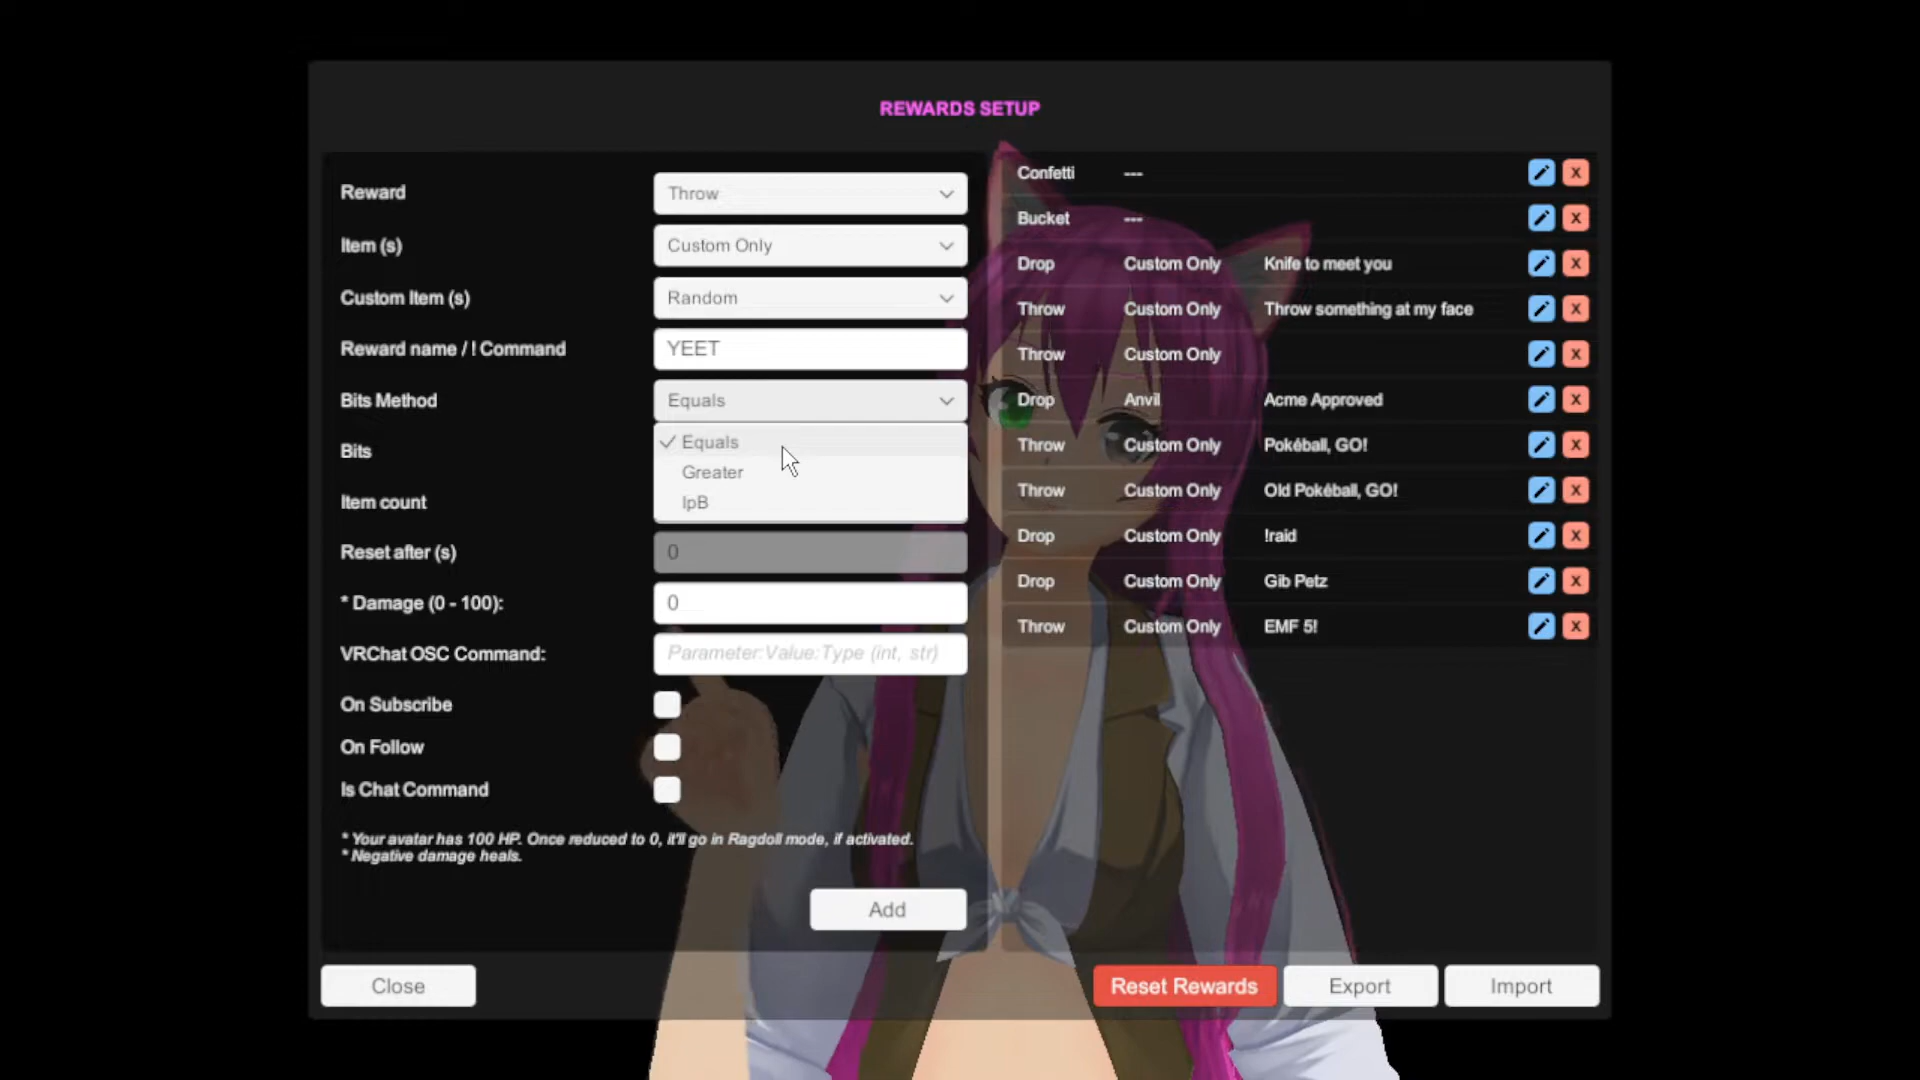 REWARDS SETUP
Reward
Throw
Item (s)
Custom Only
Custom Item (s)
Random
Reward name / ! Command
YEET
Bits Method
Equals
Bits
Equals
Greater
IpB
Item count
Reset after (s)
0
* Damage (0 - 100):
0
VRChat OSC Command:
Parameter:Value:Type (int, str)
On Subscribe
On Follow
Is Chat Command
* Your avatar has 100 HP. Once reduced to 0, it'll go in Ragdoll mode, if activated.
* Negative damage heals.
Add
Confetti --- X
Bucket --- X
Drop Custom Only Knife to meet you X
Throw Custom Only Throw something at my face X
Throw Custom Only X
Drop Anvil Acme Approved X
Throw Custom Only Pokéball, GO! X
Throw Custom Only Old Pokéball, GO! X
Drop Custom Only !raid X
Drop Custom Only Gib Petz X
Throw Custom Only EMF 5! X
Close
Reset Rewards
Export
Import